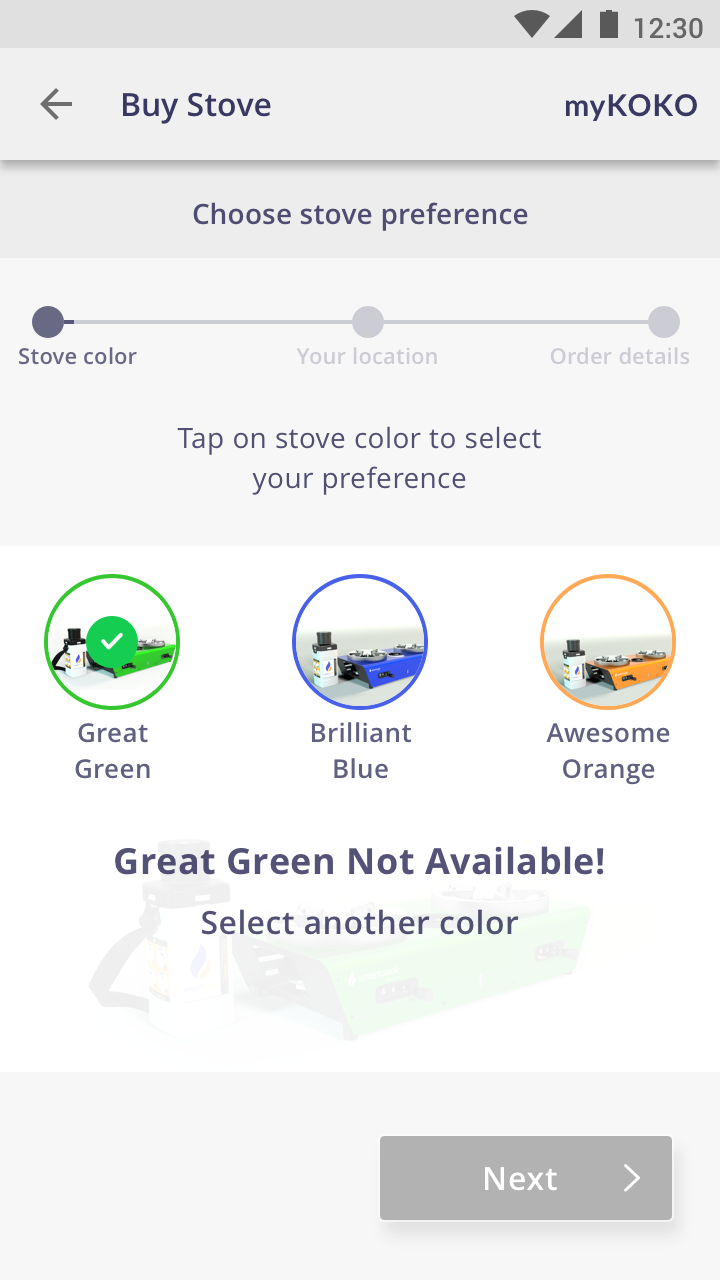 12:30
Buy Stove
myKOKO
Choose stove preference
Stove color
Your location
Order details
Tap on stove color to select
your preference
Great
Green
Brilliant
Blue
Awesome
Orange
Great Green Not Available!
Select another color
Next